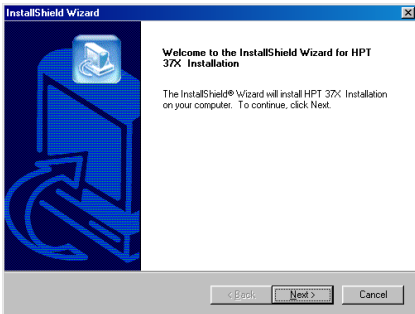 InstallShield Wizard
Welcome to the InstallShield Wizard for HPT
37X Installation
The InstallShield® Wizard will install HPT 37X Installation
on your computer. To continue, click Next.
< Back
Next >
Cancel